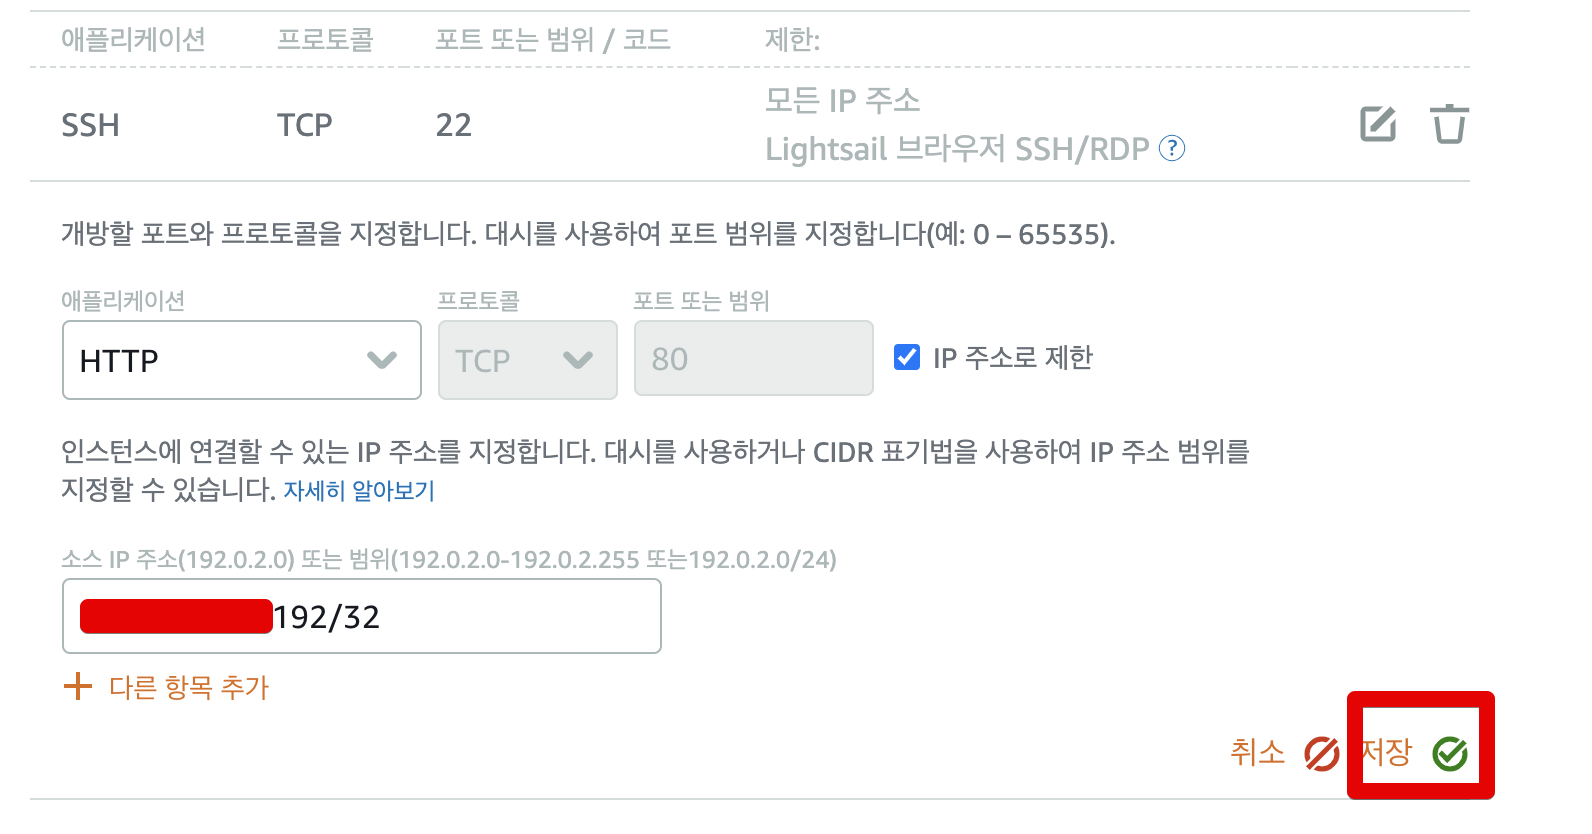 애플리케이션 프로토콜 포트 또는 범위 / 코드 제한:
SSH TCP 22 모든 IP 주소
Lightsail 브라우저 SSH/RDP ?
개방할 포트와 프로토콜을 지정합니다. 대시를 사용하여 포트 범위를 지정합니다(예: 0 – 65535).
애플리케이션 프로토콜 포트 또는 범위
HTTP TCP 80 IP 주소로 제한
인스턴스에 연결할 수 있는 IP 주소를 지정합니다. 대시를 사용하거나 CIDR 표기법을 사용하여 IP 주소 범위를
지정할 수 있습니다. 자세히 알아보기
소스 IP 주소(192.0.2.0) 또는 범위(192.0.2.0-192.0.2.255 또는192.0.2.0/24)
192/32
다른 항목 추가
취소 저장